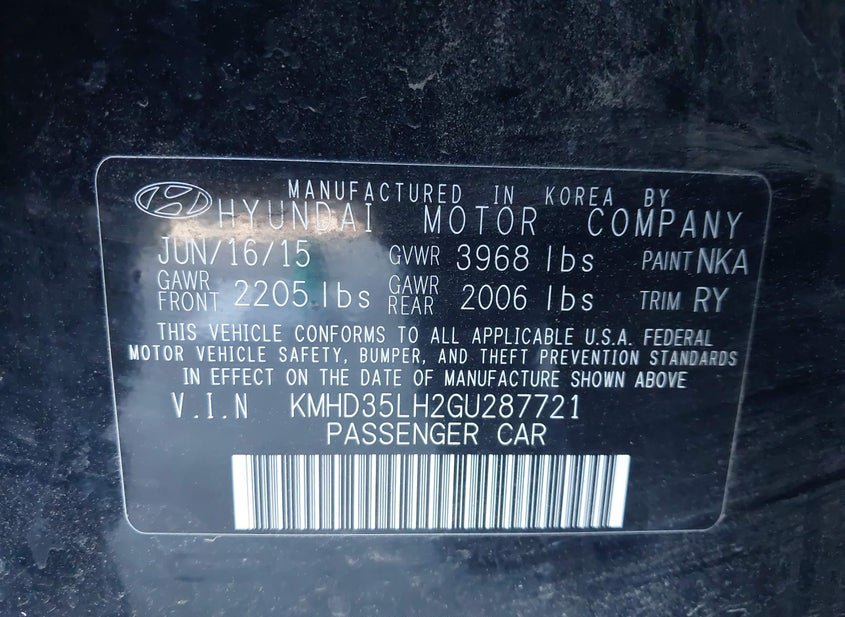 MANUFACTURED IN KOREA BY
HYUNDAI MOTOR COMPANY
JUN/16/15 GVWR 3968 lbs PAINT NKA
GAWR FRONT 2205 lbs GAWR REAR 2006 lbs TRIM RY
THIS VEHICLE CONFORMS TO ALL APPLICABLE U.S.A. FEDERAL
MOTOR VEHICLE SAFETY, BUMPER, AND THEFT PREVENTION STANDARDS
IN EFFECT ON THE DATE OF MANUFACTURE SHOWN ABOVE
V.I.N KMHD35LH2GU287721
PASSENGER CAR